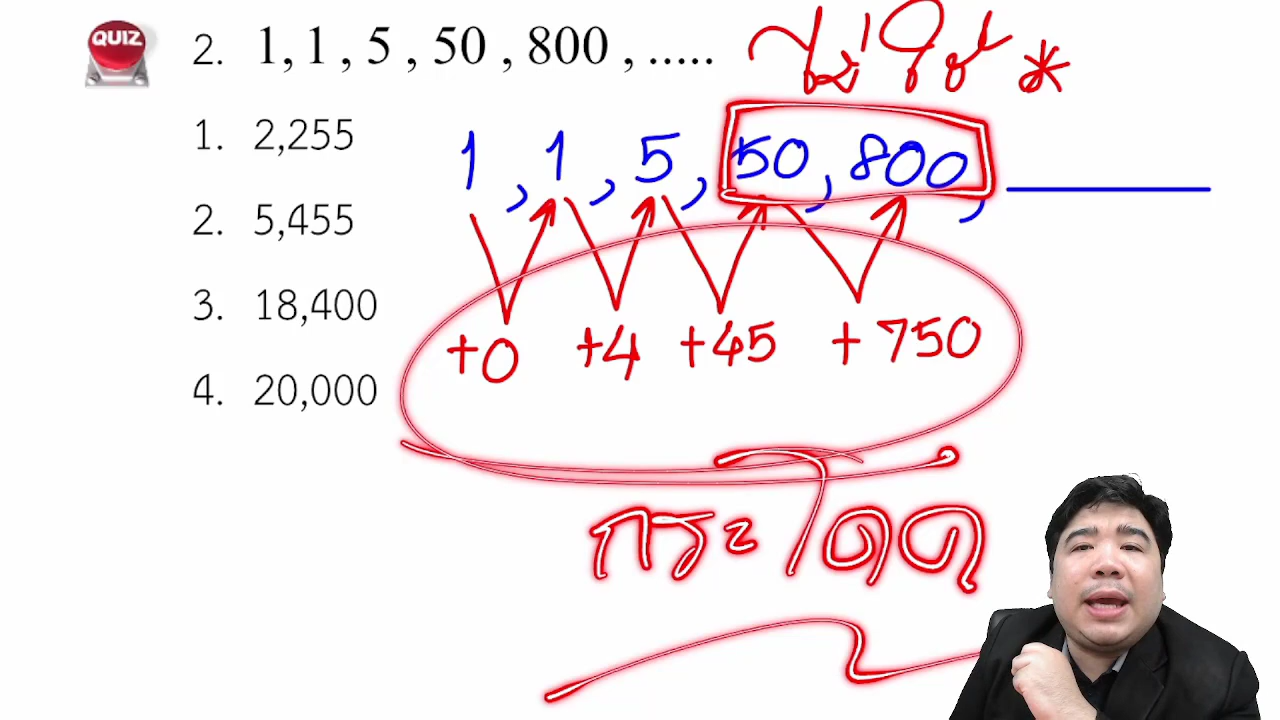 QUIZ
2. 1, 1 , 5 , 50 , 800 , .....
ไม่ใช่ *
1. 2,255
1 , 1 , 5 , 50 , 800 ,
2. 5,455
3. 18,400
+0 +4 +45 + 750
4. 20,000
กระโดด